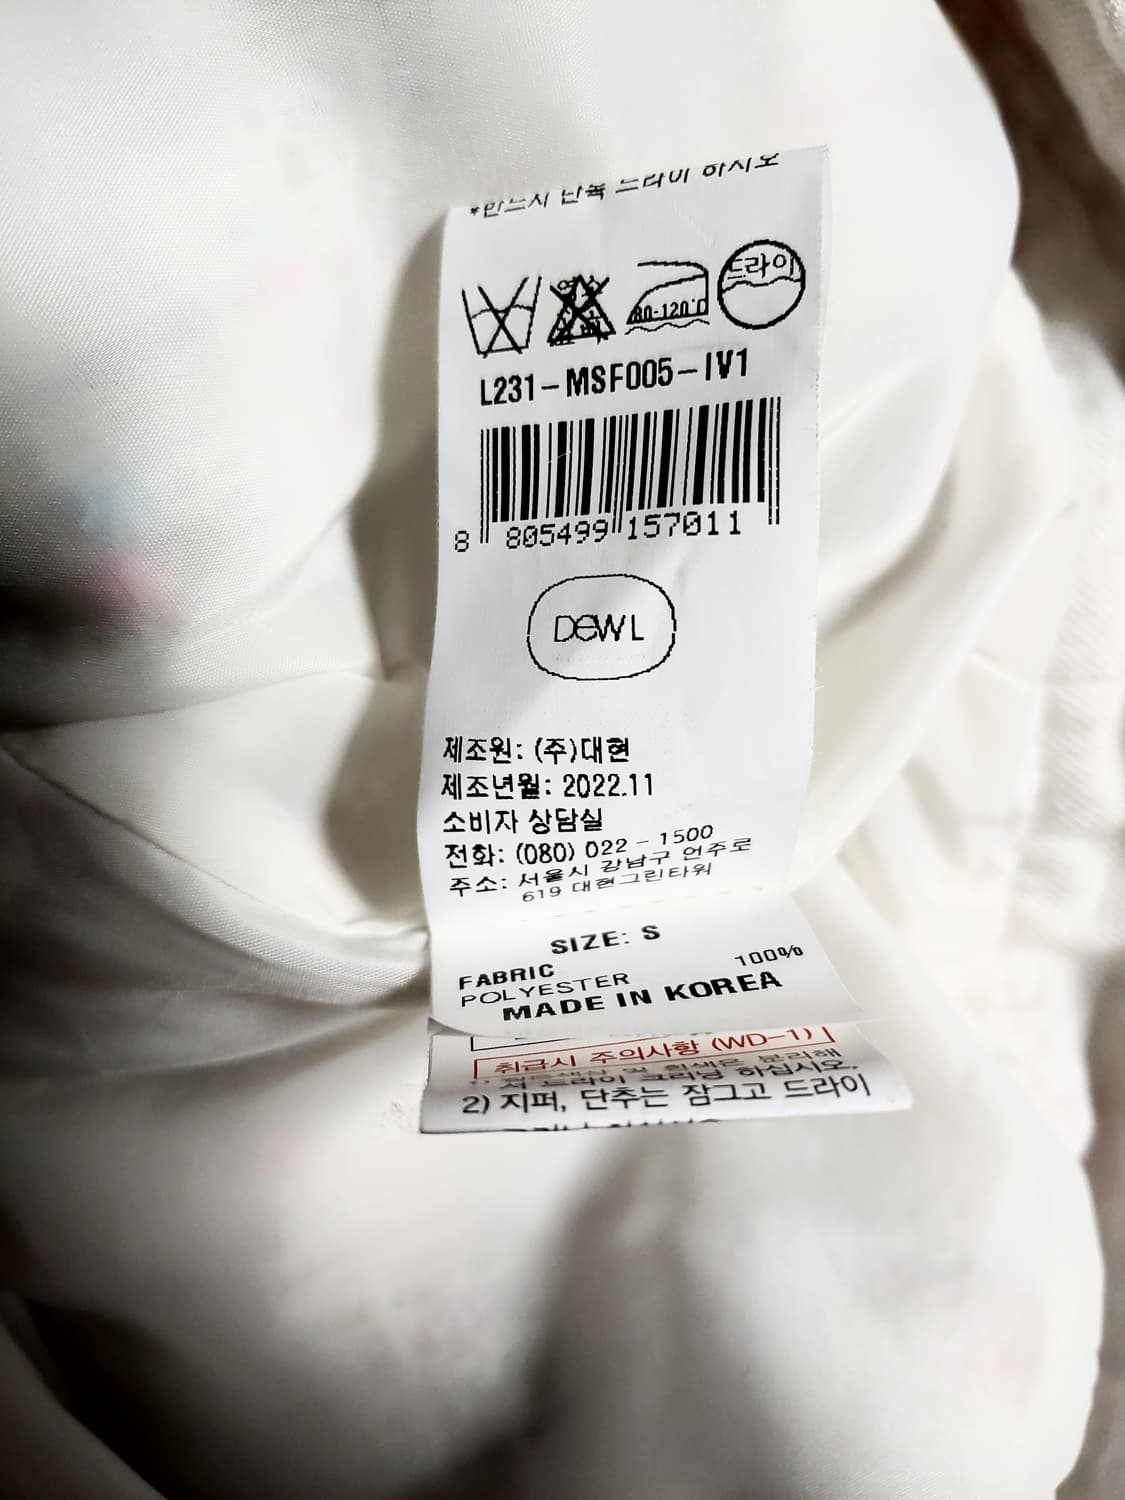 *반드시 단독 드라이 하시오
80-120°C
드라이
L231-MSF005-IV1
8 805499 157011
DEWL
제조원: (주)대현
제조년월: 2022.11
소비자 상담실
전화: (080) 022 - 1500
주소: 서울시 강남구 언주로
619 대현그린타워
SIZE: S
FABRIC
POLYESTER 100%
MADE IN KOREA
취급시 주의사항 (WD-1)
2) 지퍼, 단추는 잠그고 드라이